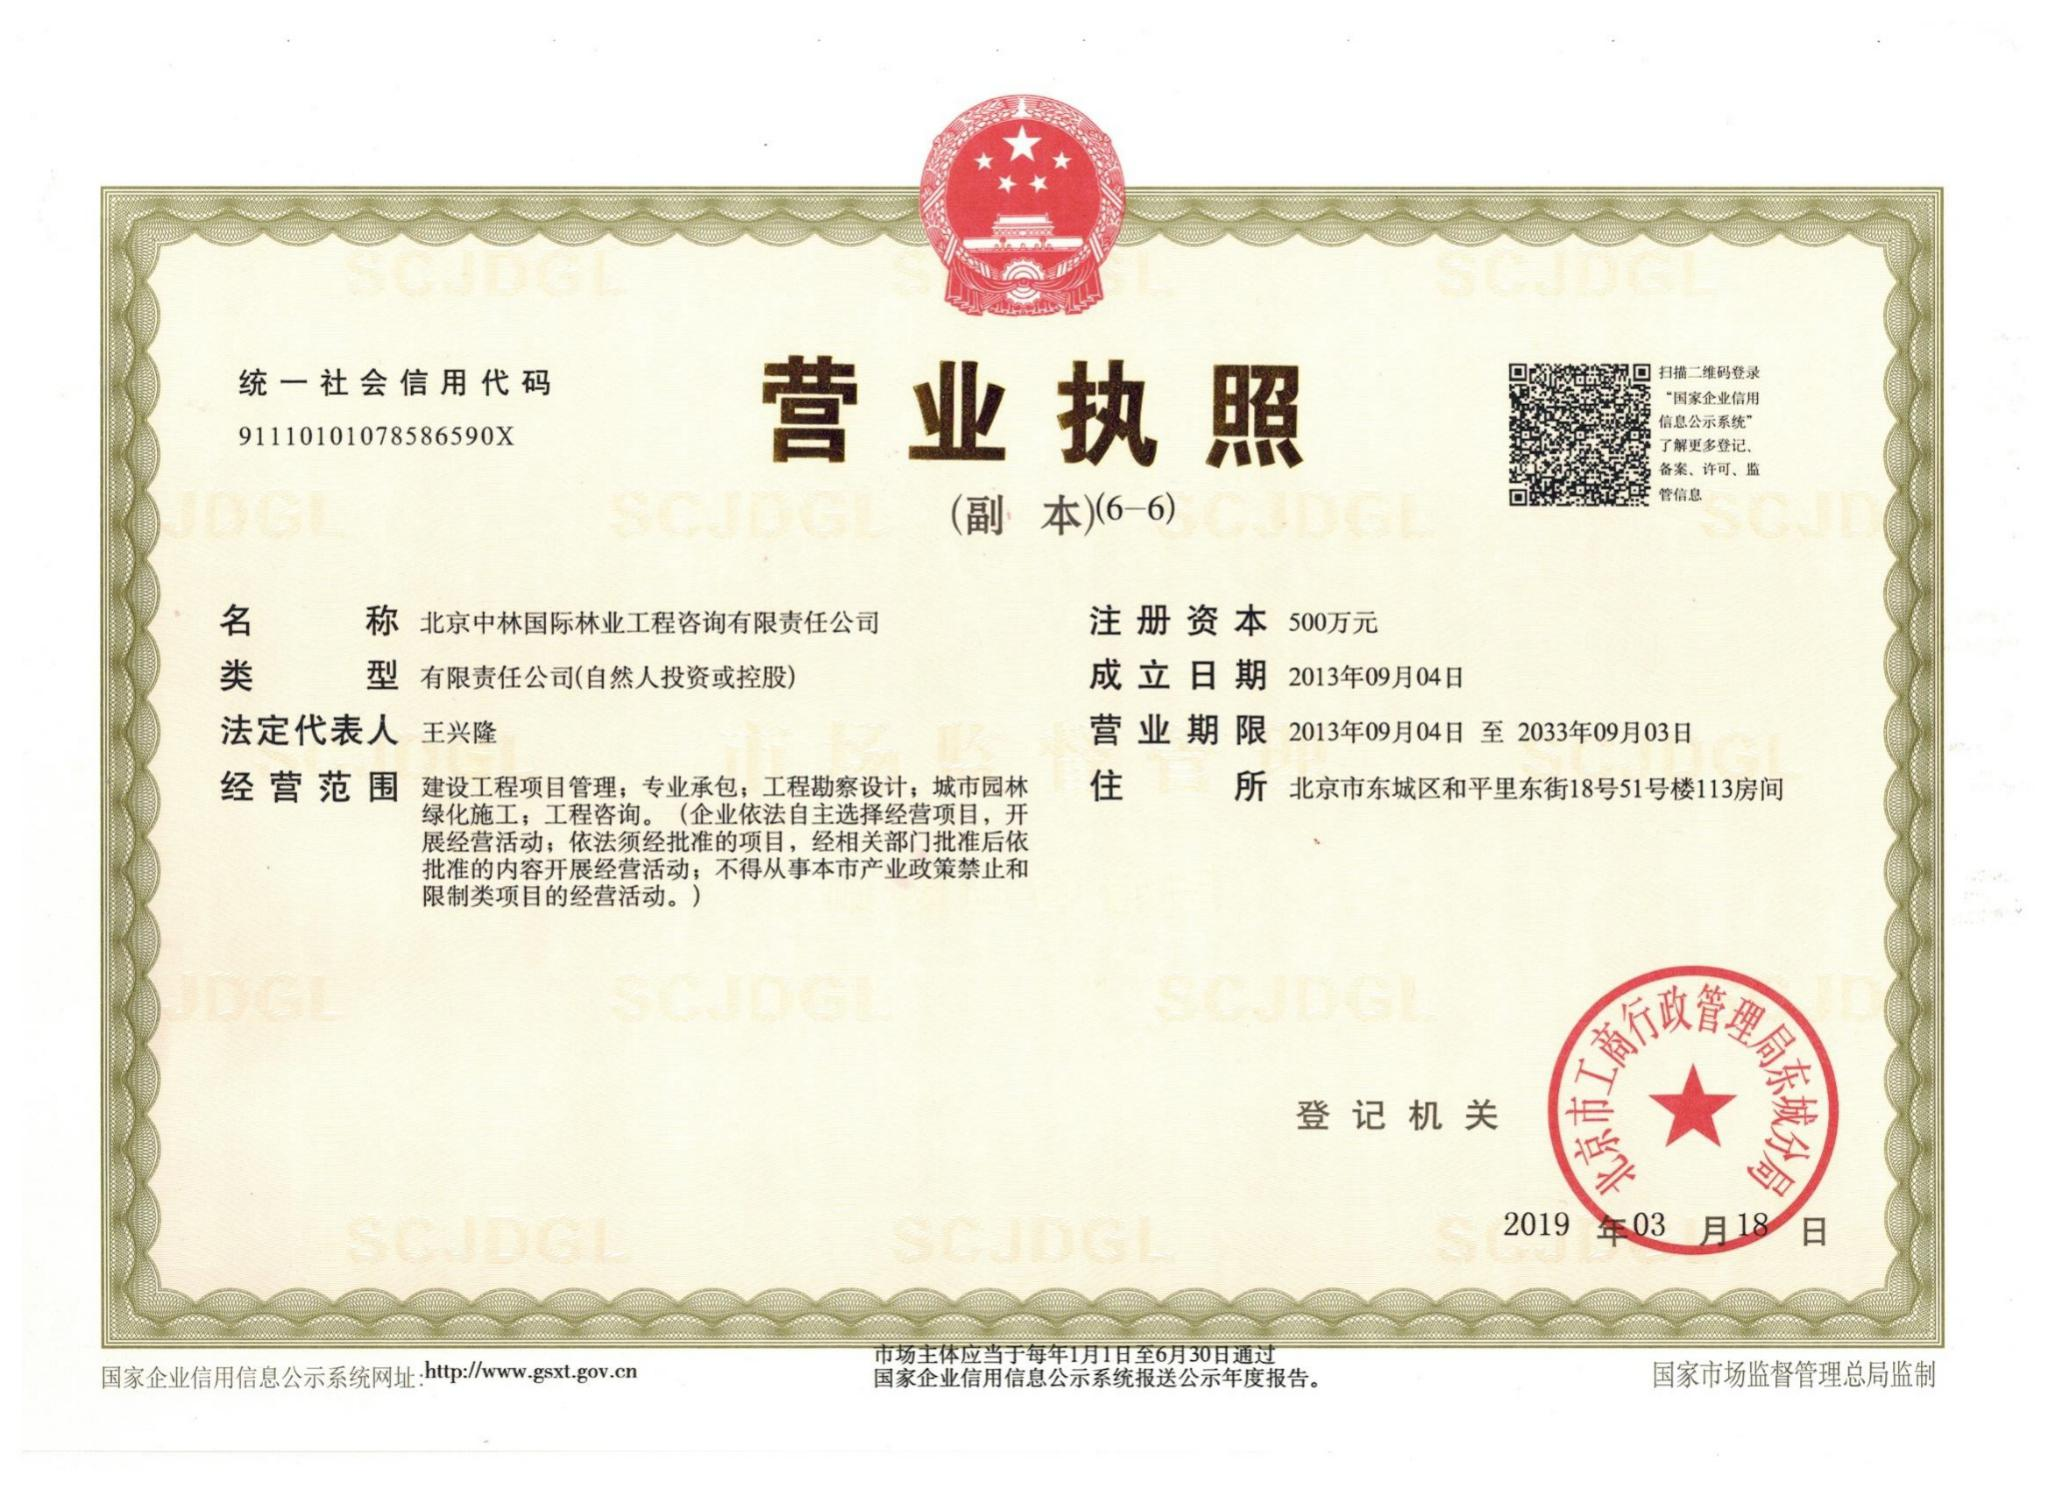 统一社会信用代码
91110101078586590X
营业执照
(副 本)(6-6)
扫描二维码登录
“国家企业信用
信息公示系统”
了解更多登记、
备案、许可、监
管信息
名称 北京中林国际林业工程咨询有限责任公司
类型 有限责任公司(自然人投资或控股)
法定代表人 王兴隆
经营范围 建设工程项目管理；专业承包；工程勘察设计；城市园林
绿化施工；工程咨询。（企业依法自主选择经营项目，开
展经营活动；依法须经批准的项目，经相关部门批准后依
批准的内容开展经营活动；不得从事本市产业政策禁止和
限制类项目的经营活动。）
注册资本 500万元
成立日期 2013年09月04日
营业期限 2013年09月04日 至 2033年09月03日
住所 北京市东城区和平里东街18号51号楼113房间
登记机关
北京市工商行政管理局东城分局
2019 年 03 月 18 日
国家企业信用信息公示系统网址:http://www.gsxt.gov.cn
市场主体应当于每年1月1日至6月30日通过
国家企业信用信息公示系统报送公示年度报告。
国家市场监督管理总局监制
SCJDGL
市场监督管理